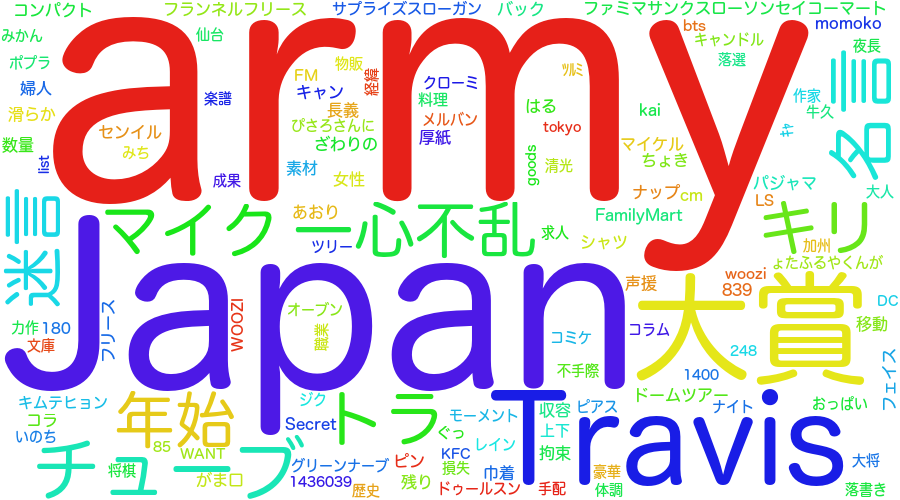 コンパクト
フランネルフリース
サプライズスローガン
バック
ファミマサンクスローソンセイコーマート
みかん
仙台
army
bts
momoko
キャンドル
夜長
ポプラ
FM
物販
経緯
ﾂﾙﾐ
落選
名言
婦人
楽譜
キャン
クローミ
料理
はる
kai
作家
牛久
滑らか
長義
メルバン
tokyo
センイル
ぴさろさんに
厚紙
ｷｬ
数量
みち
ざわりの
マイケル
list
成果
素材
女性
goods
清光
ちょき
ナップ
cm
パジャマ
大人
LS
迷言
マイク
あおり
一心不乱
求人
FamilyMart
キリ
ツリー
シャツ
加州
ょたふるやくんが
Japan
声援
woozi
839
大賞
DC
力作
180
フリース
WOOZI
オープン
職業
コミケ
コラム
移動
文庫
248
不手際
1400
フェイス
キムテヒョン
年始
ジク
トラ
Travis
ドームツアー
コラ
Secret
モーメント
収容
ピアス
ナイト
おっぱい
いのち
ぐっ
上下
85
WANT
レイン
チューブ
KFC
拘束
将棋
がま口
グリーンナーブ
ピン
損失
巾着
豪華
大将
1436039
残り
歴史
ドゥールスン
手配
体調
落書き